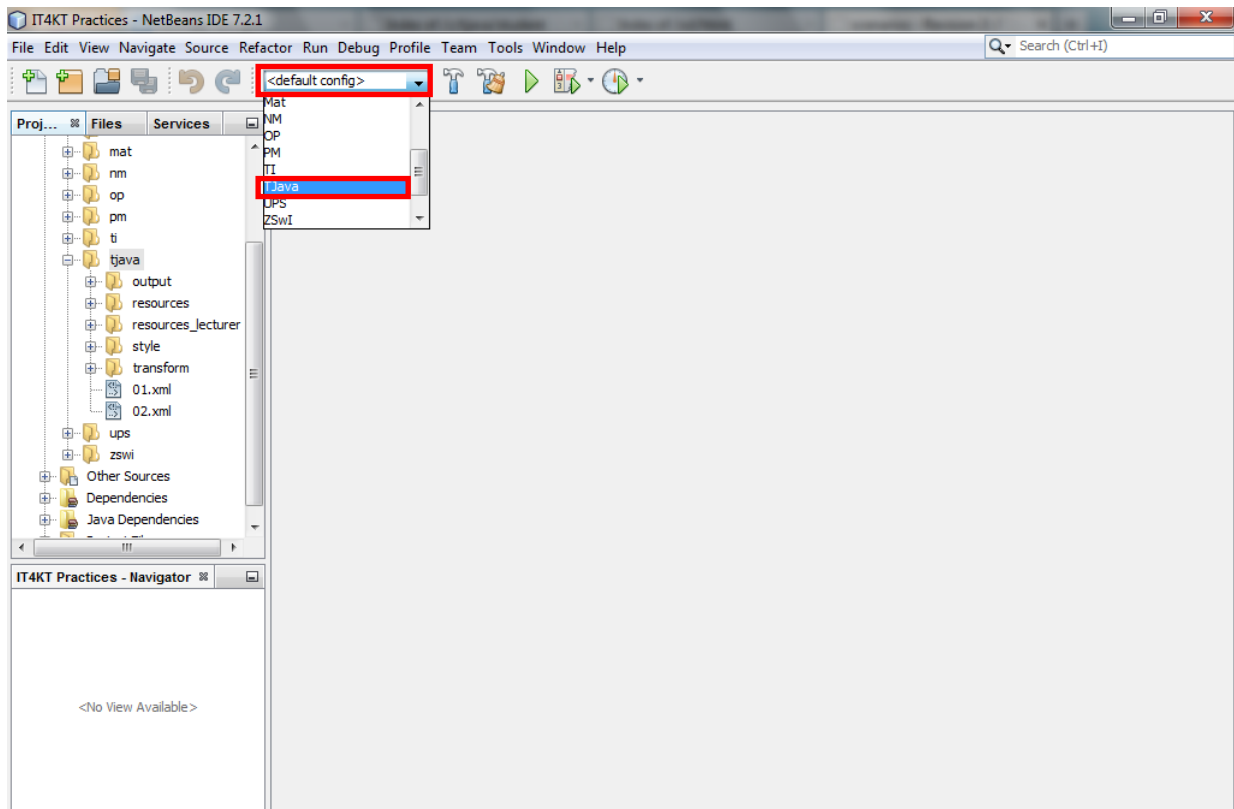 IT4KT Practices - NetBeans IDE 7.2.1
File Edit View Navigate Source Refactor Run Debug Profile Team Tools Window Help
Search (Ctrl+I)
<default config>
Mat
NM
OP
PM
TI
TJava
UPS
ZSwI
Proj... Files Services
mat
nm
op
pm
ti
tjava
output
resources
resources_lecturer
style
transform
01.xml
02.xml
ups
zswi
Other Sources
Dependencies
Java Dependencies
IT4KT Practices - Navigator
<No View Available>